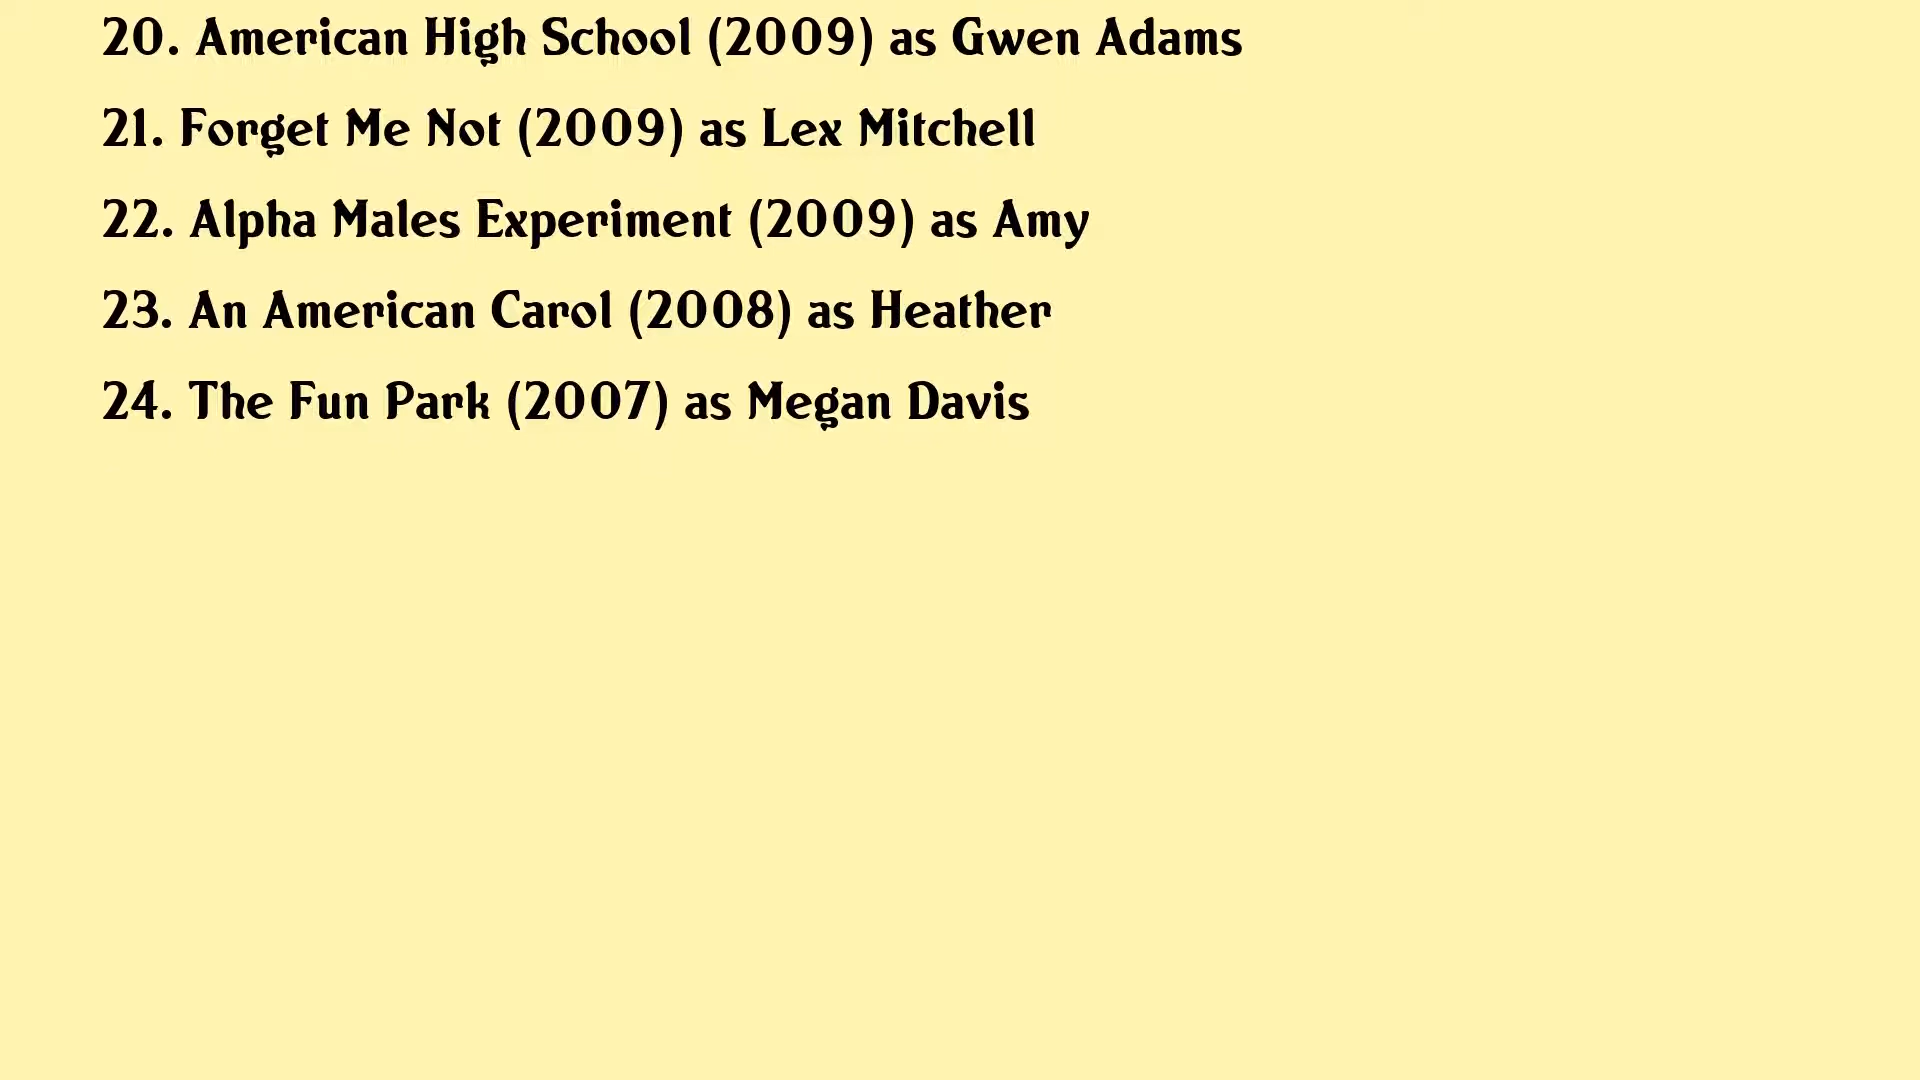 20. American High School (2009) as Gwen Adams
21. Forget Me Not (2009) as Lex Mitchell
22. Alpha Males Experiment (2009) as Amy
23. An American Carol (2008) as Heather
24. The Fun Park (2007) as Megan Davis